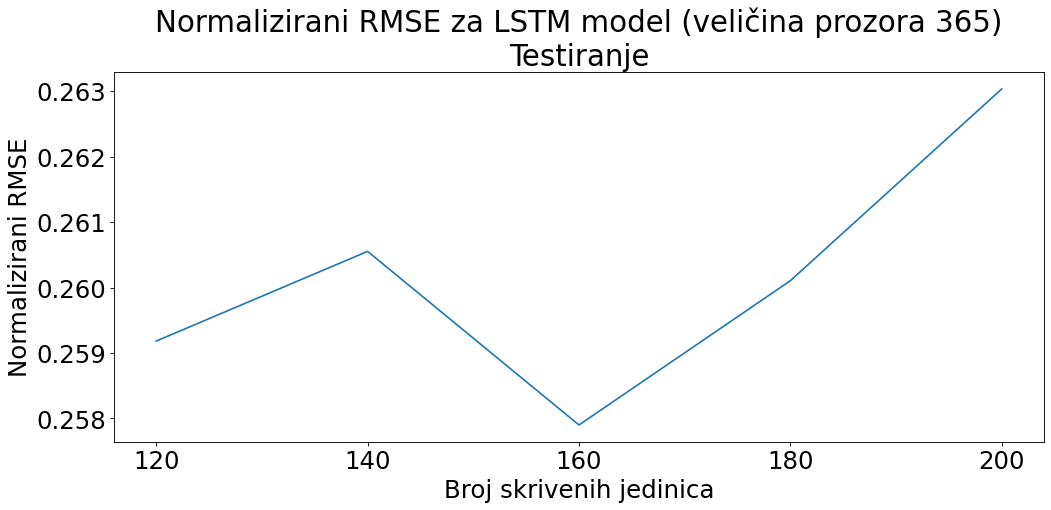 Normalizirani RMSE za LSTM model (veličina prozora 365)
Testiranje
Normalizirani RMSE
0.263
0.262
0.261
0.260
0.259
0.258
120 140 160 180 200
Broj skrivenih jedinica